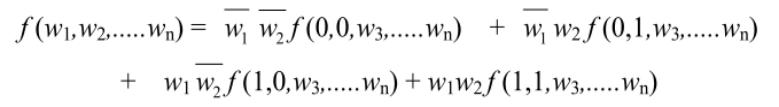 f(w₁,w₂,.....wₙ) = w̅₁ w̅₂ f(0,0,w₃,.....wₙ) + w̅₁ w₂ f(0,1,w₃,.....wₙ)
+ w₁ w̅₂ f(1,0,w₃,.....wₙ) + w₁w₂ f(1,1,w₃,.....wₙ)